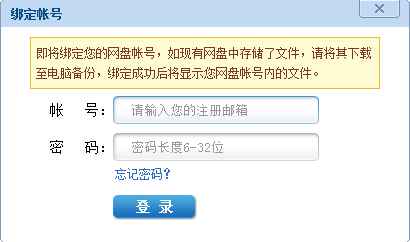 绑定帐号
即将绑定您的网盘帐号，如现有网盘中存储了文件，请将其下载
至电脑备份，绑定成功后将显示您网盘帐号内的文件。
帐 号： 请输入您的注册邮箱
密 码： 密码长度6-32位
忘记密码?
登 录